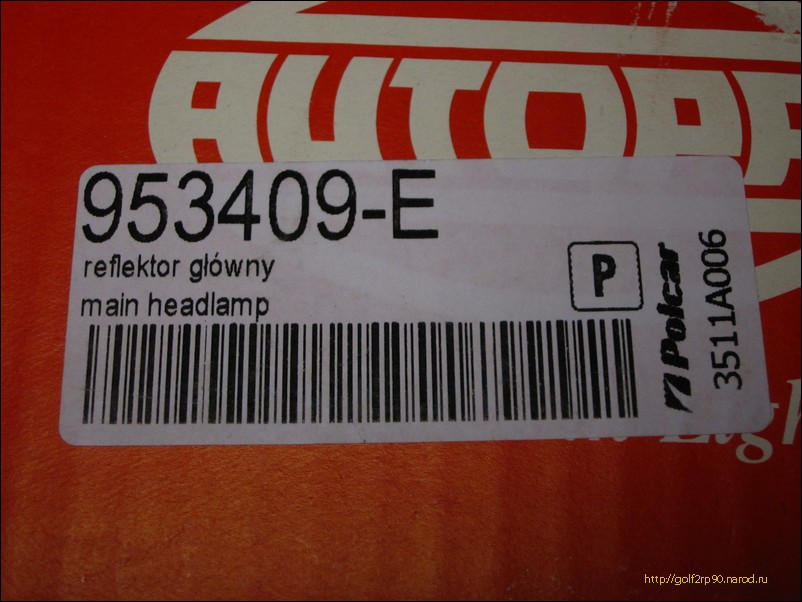 953409-E
reflektor główny
main headlamp
P
Polcar
3511A006
http://golf2rp90.narod.ru